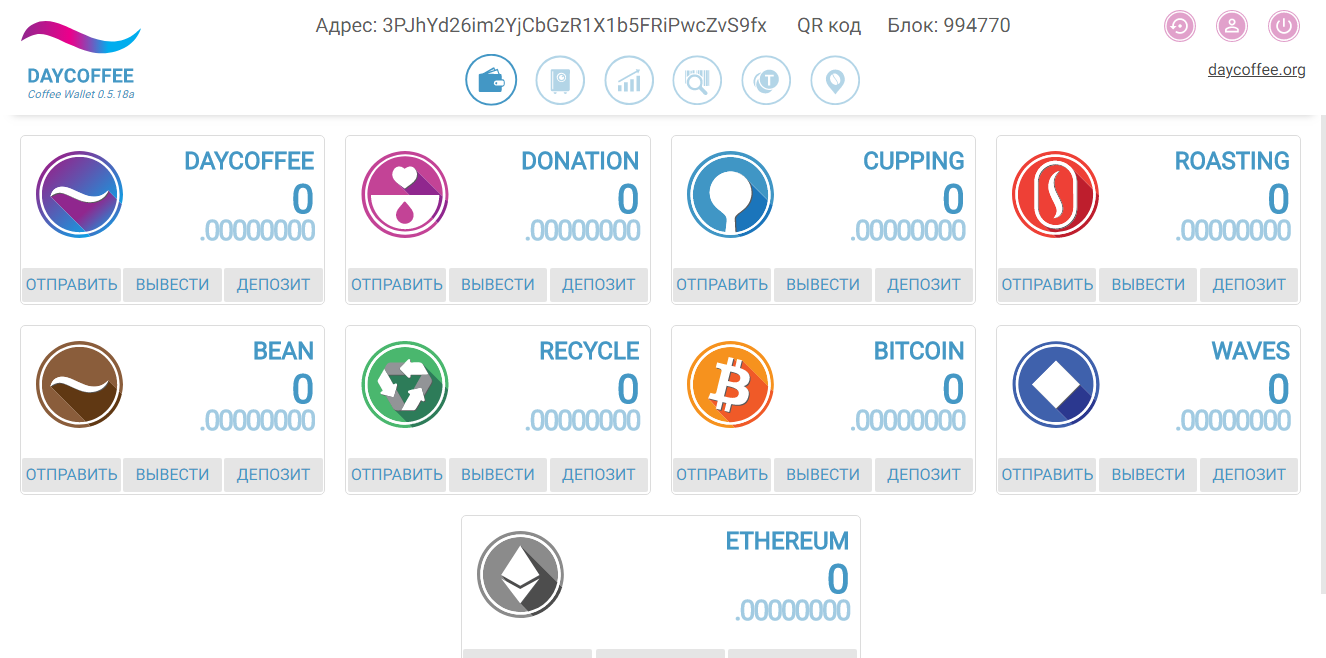 Адрес: 3PJhYd26im2YjCbGzR1X1b5FRiPwcZvS9fx QR код Блок: 994770
DAYCOFFEE
Coffee Wallet 0.5.18a
daycoffee.org
DAYCOFFEE
0
.00000000
ОТПРАВИТЬ ВЫВЕСТИ ДЕПОЗИТ
DONATION
0
.00000000
ОТПРАВИТЬ ВЫВЕСТИ ДЕПОЗИТ
CUPPING
0
.00000000
ОТПРАВИТЬ ВЫВЕСТИ ДЕПОЗИТ
ROASTING
0
.00000000
ОТПРАВИТЬ ВЫВЕСТИ ДЕПОЗИТ
BEAN
0
.00000000
ОТПРАВИТЬ ВЫВЕСТИ ДЕПОЗИТ
RECYCLE
0
.00000000
ОТПРАВИТЬ ВЫВЕСТИ ДЕПОЗИТ
BITCOIN
0
.00000000
ОТПРАВИТЬ ВЫВЕСТИ ДЕПОЗИТ
WAVES
0
.00000000
ОТПРАВИТЬ ВЫВЕСТИ ДЕПОЗИТ
ETHEREUM
0
.00000000